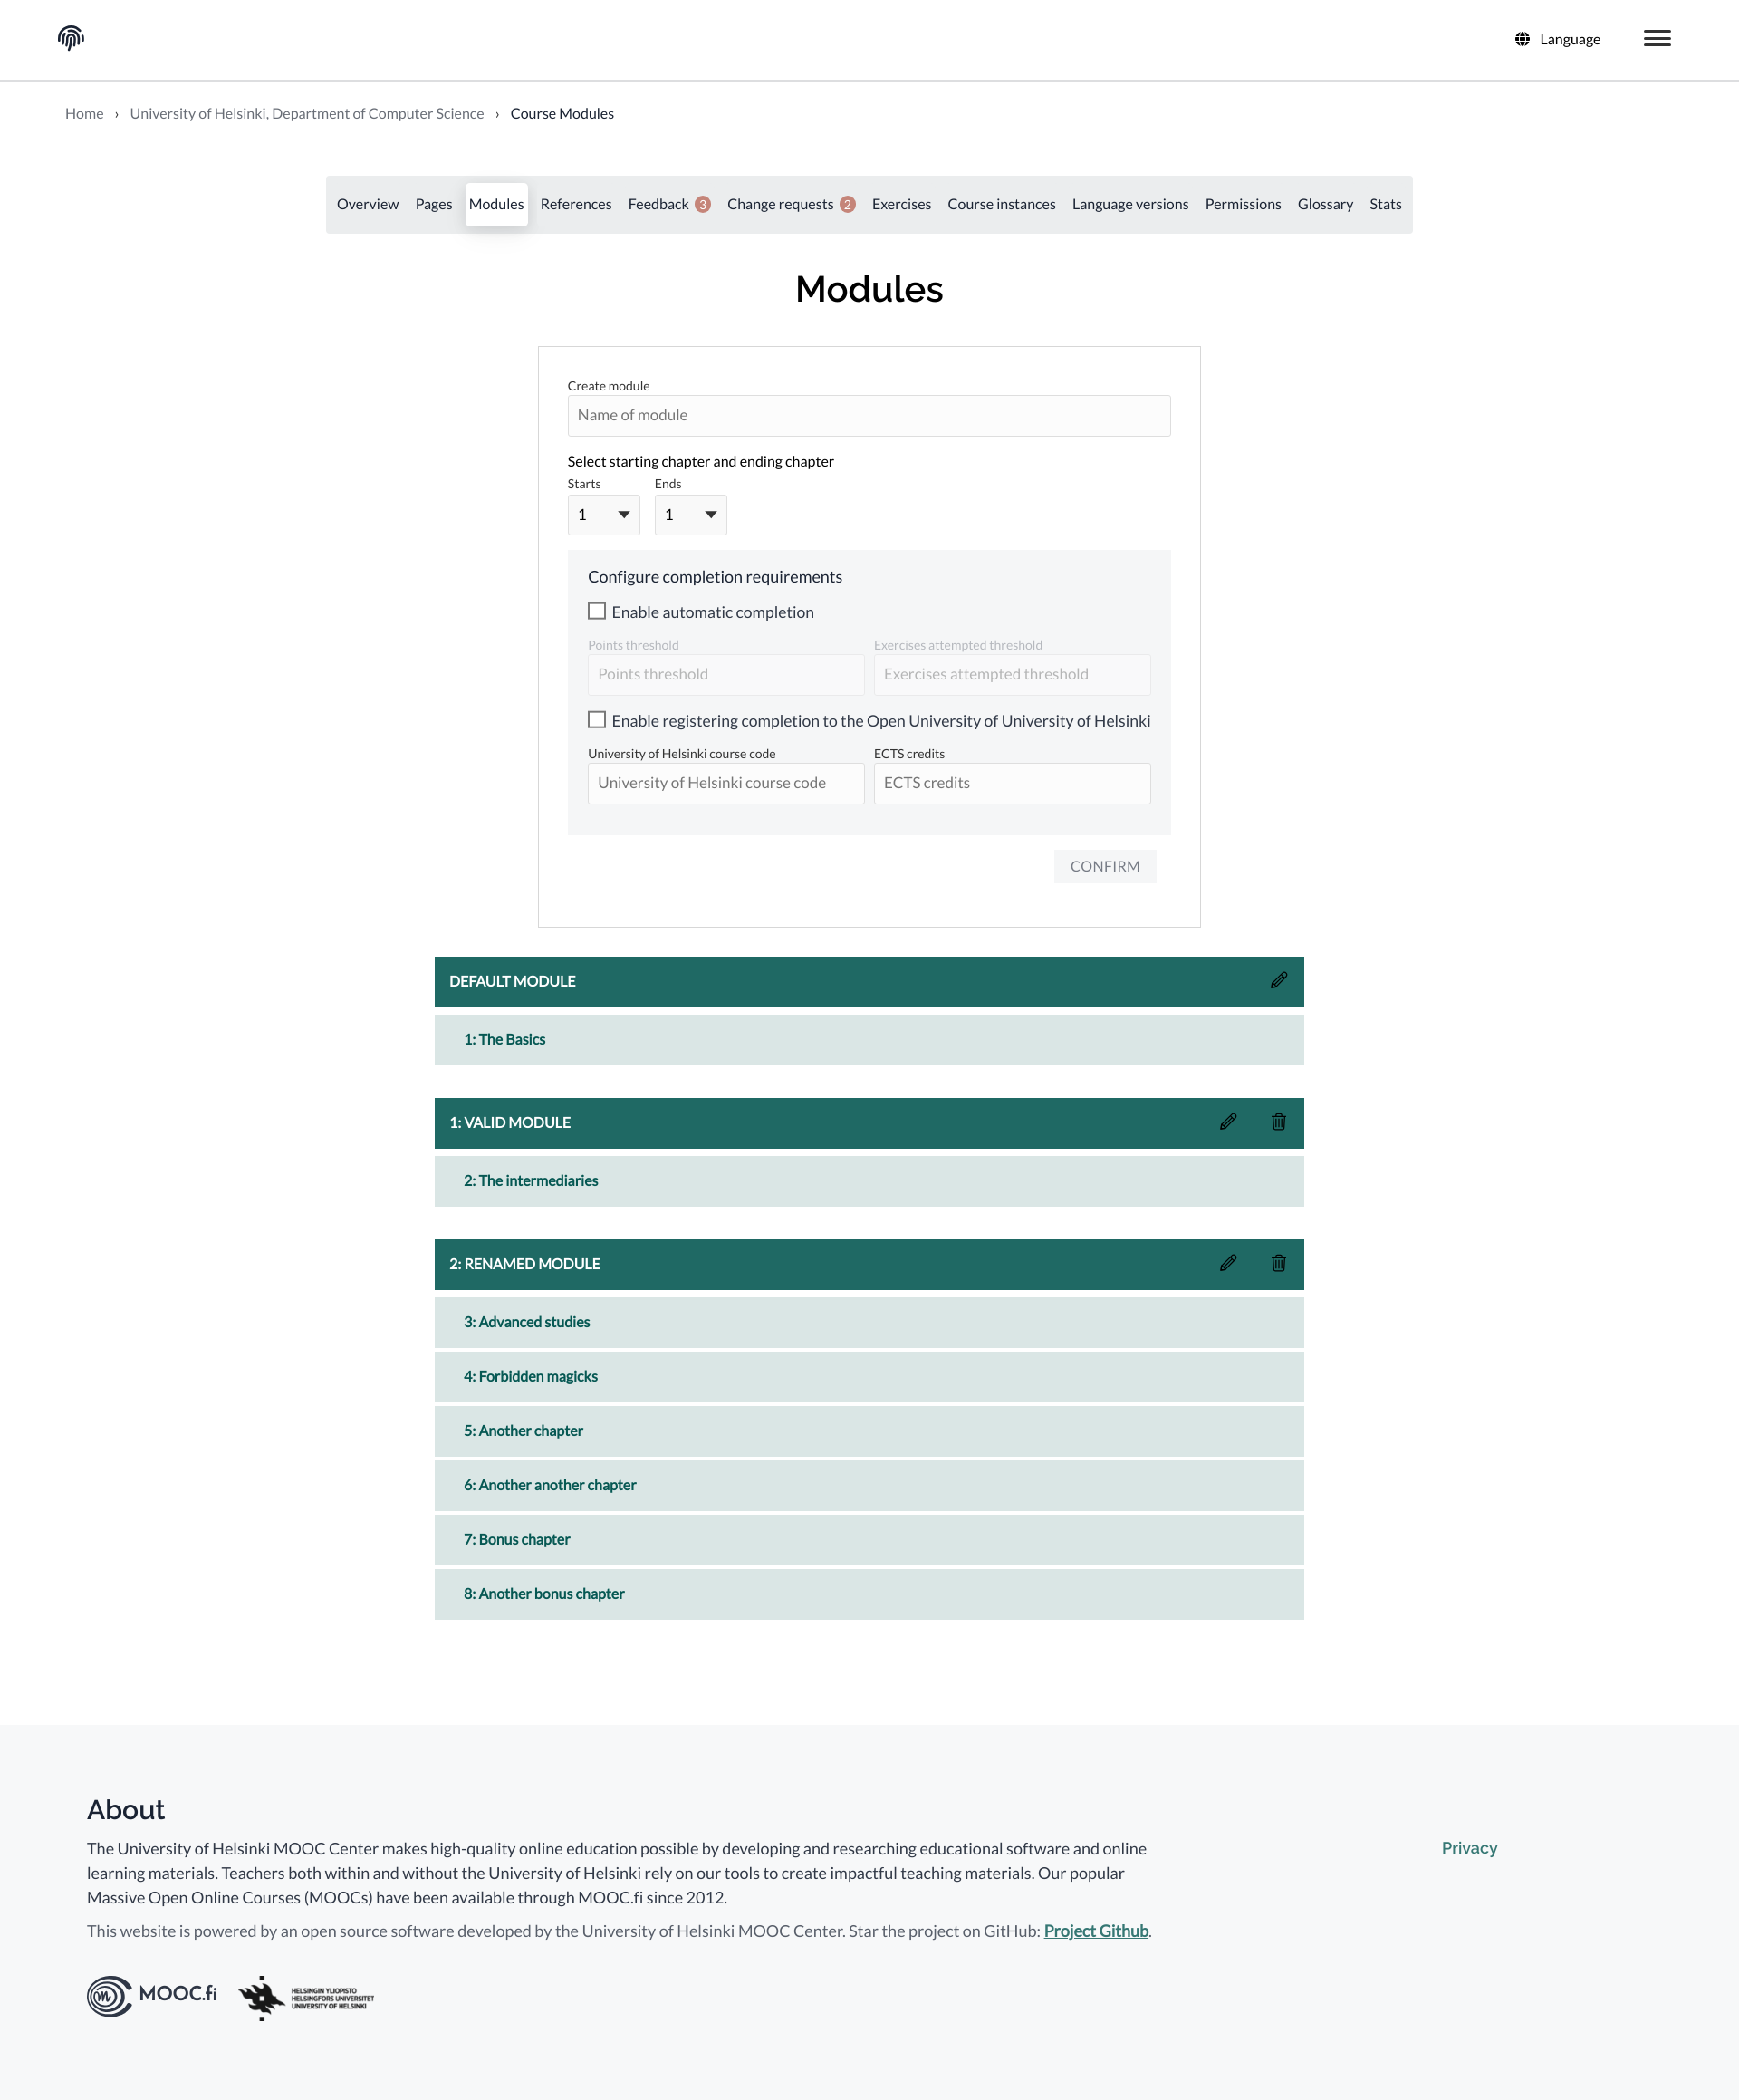 Language
Home › University of Helsinki, Department of Computer Science › Course Modules
Overview Pages Modules References Feedback 3 Change requests 2 Exercises Course instances Language versions Permissions Glossary Stats
Modules
Create module
Name of module
Select starting chapter and ending chapter
Starts Ends
1 1
Configure completion requirements
Enable automatic completion
Points threshold Exercises attempted threshold
Points threshold Exercises attempted threshold
Enable registering completion to the Open University of University of Helsinki
University of Helsinki course code ECTS credits
University of Helsinki course code ECTS credits
CONFIRM
DEFAULT MODULE
1: The Basics
1: VALID MODULE
2: The intermediaries
2: RENAMED MODULE
3: Advanced studies
4: Forbidden magicks
5: Another chapter
6: Another another chapter
7: Bonus chapter
8: Another bonus chapter
About
The University of Helsinki MOOC Center makes high-quality online education possible by developing and researching educational software and online
learning materials. Teachers both within and without the University of Helsinki rely on our tools to create impactful teaching materials. Our popular
Massive Open Online Courses (MOOCs) have been available through MOOC.fi since 2012.
Privacy
This website is powered by an open source software developed by the University of Helsinki MOOC Center. Star the project on GitHub: Project Github.
MOOC.fi
HELSINGIN YLIOPISTO
HELSINGFORS UNIVERSITET
UNIVERSITY OF HELSINKI